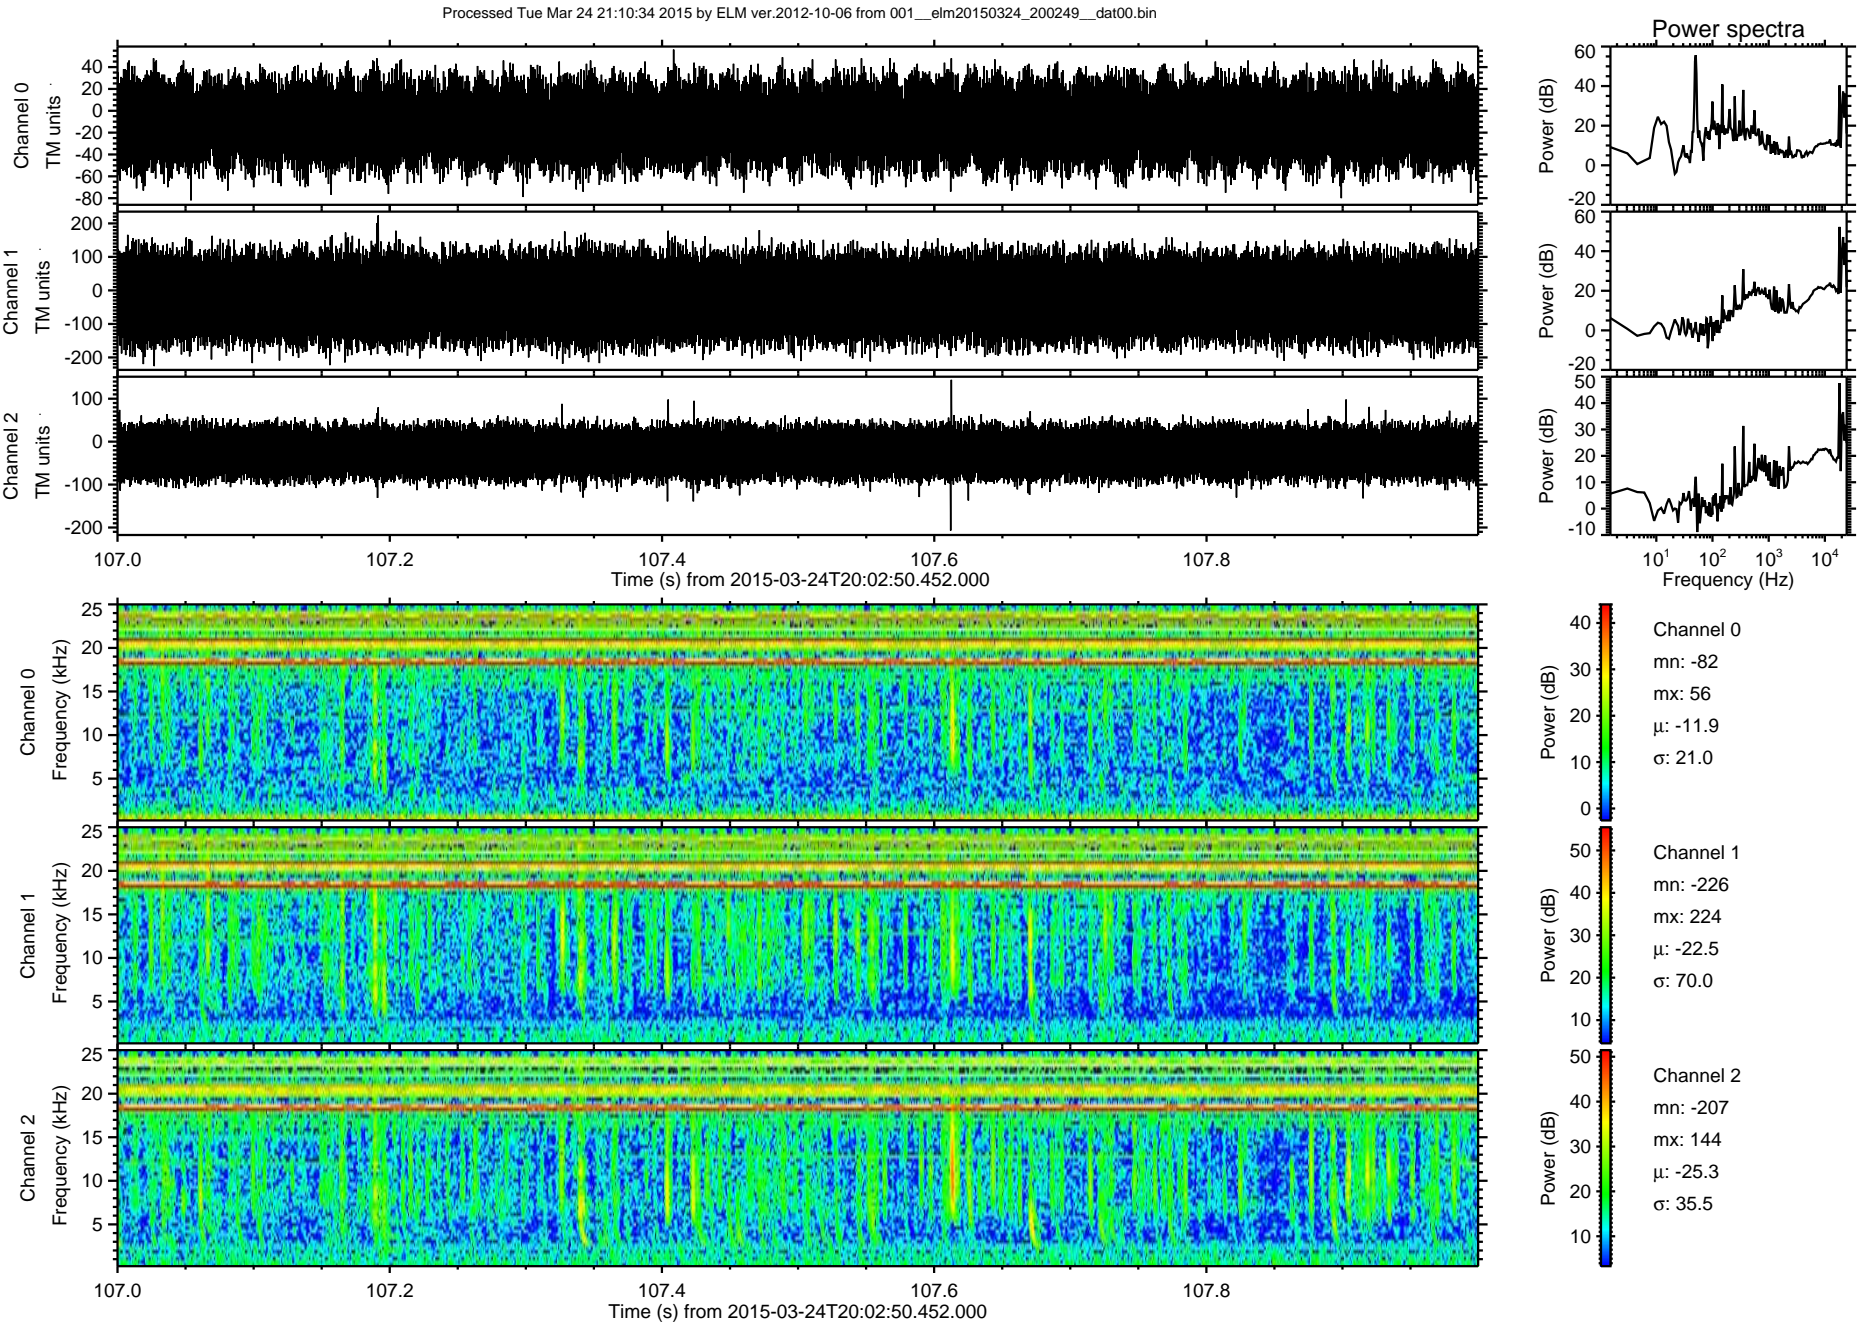 Processed Tue Mar 24 21:10:34 2015 by ELM ver.2012-10-06 from 001__elm20150324_200249__dat00.bin
Power spectra
Channel 0
TM units
40
20
0
-20
-40
-60
-80
Power (dB)
60
40
20
0
-20
Channel 1
TM units
200
100
0
-100
-200
Power (dB)
60
40
20
0
-20
Channel 2
TM units
100
0
-100
-200
Power (dB)
50
40
30
20
10
0
-10
107.0 107.2 107.4 107.6 107.8
Time (s) from 2015-03-24T20:02:50.452.000
10¹ 10² 10³ 10⁴
Frequency (Hz)
Channel 0
Frequency (kHz)
25
20
15
10
5
Power (dB)
40
30
20
10
0
Channel 0
mn: -82
mx: 56
μ: -11.9
σ: 21.0
Channel 1
Frequency (kHz)
25
20
15
10
5
Power (dB)
50
40
30
20
10
Channel 1
mn: -226
mx: 224
μ: -22.5
σ: 70.0
Channel 2
Frequency (kHz)
25
20
15
10
5
Power (dB)
50
40
30
20
10
Channel 2
mn: -207
mx: 144
μ: -25.3
σ: 35.5
107.0 107.2 107.4 107.6 107.8
Time (s) from 2015-03-24T20:02:50.452.000